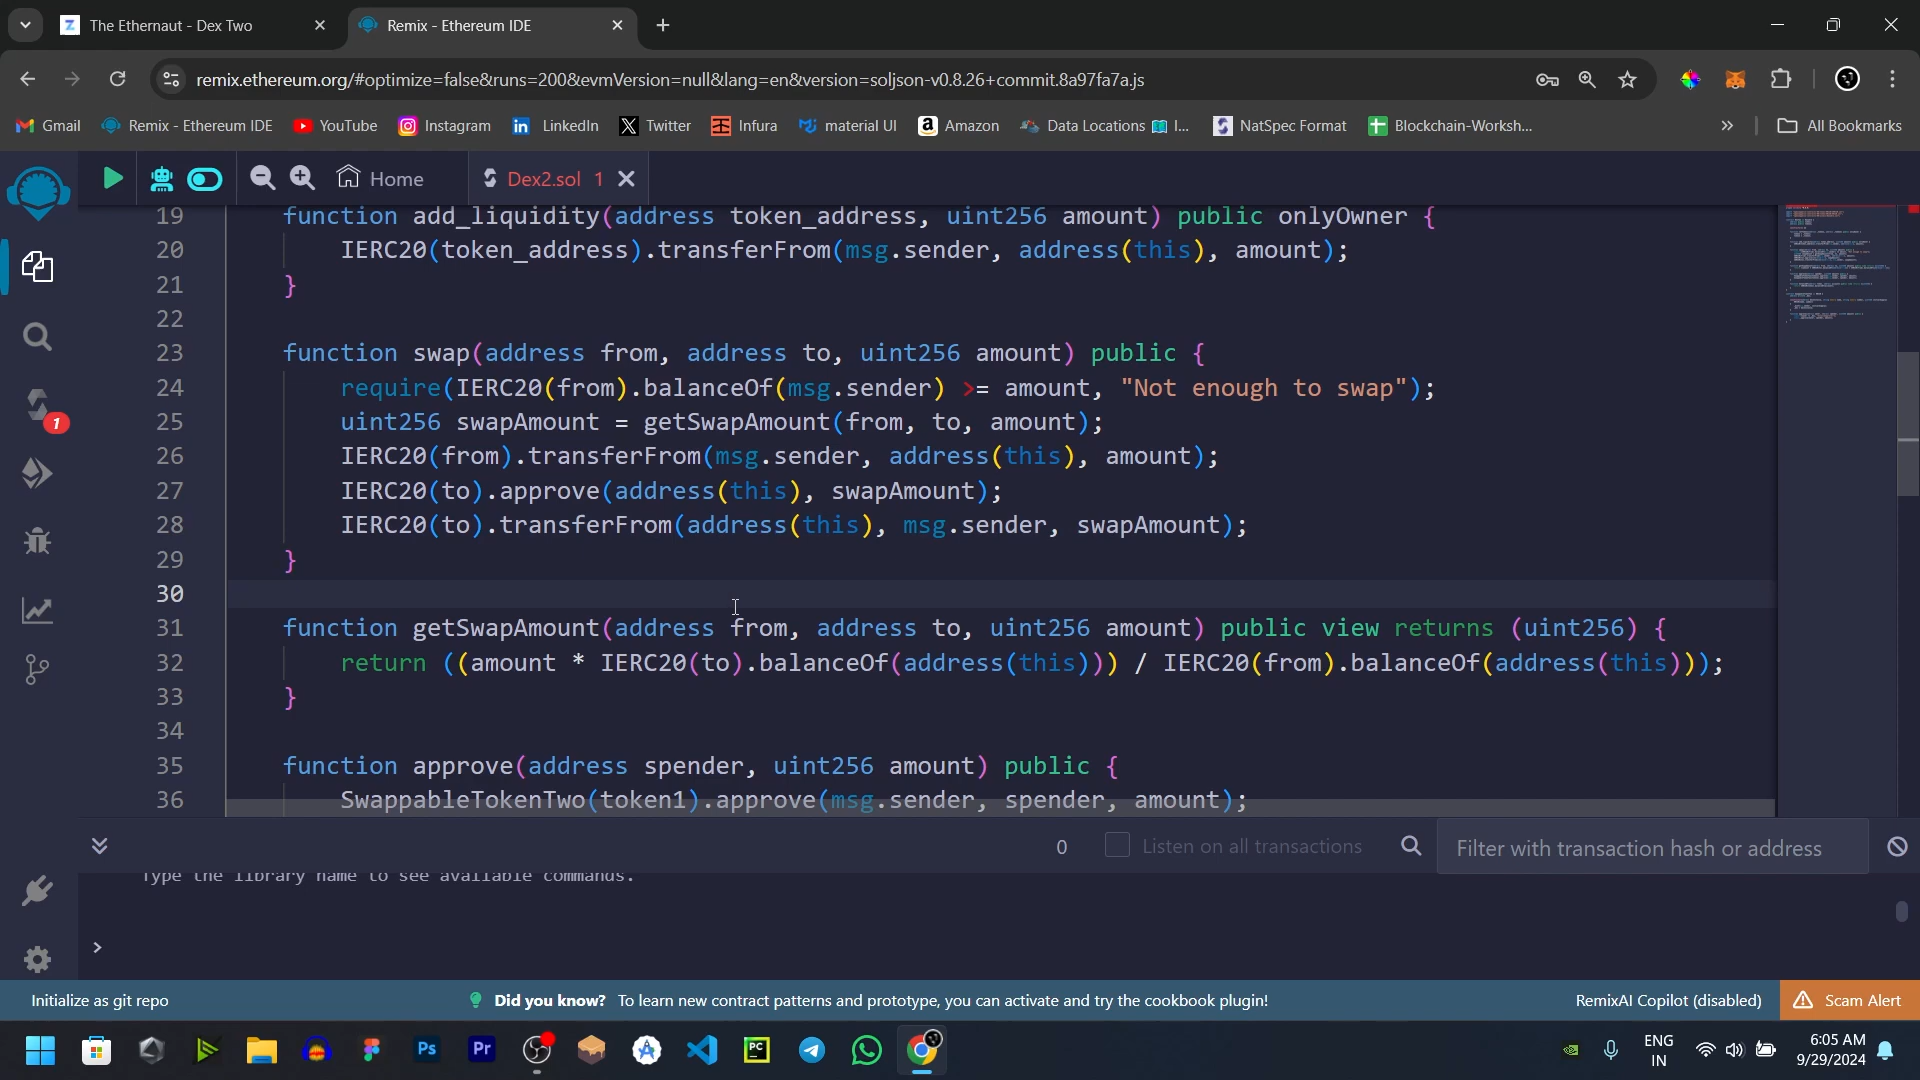 The Ethernaut - Dex Two
Remix - Ethereum IDE
remix.ethereum.org/#optimize=false&runs=200&evmVersion=null&lang=en&version=soljson-v0.8.26+commit.8a97fa7a.js
Gmail
Remix - Ethereum IDE
YouTube
Instagram
LinkedIn
Twitter
Infura
material UI
Amazon
Data Locations
I...
NatSpec Format
Blockchain-Worksh...
All Bookmarks
Home
Dex2.sol 1
19 function add_liquidity(address token_address, uint256 amount) public onlyOwner {
20 IERC20(token_address).transferFrom(msg.sender, address(this), amount);
21 }
22
23 function swap(address from, address to, uint256 amount) public {
24 require(IERC20(from).balanceOf(msg.sender) >= amount, "Not enough to swap");
25 uint256 swapAmount = getSwapAmount(from, to, amount);
26 IERC20(from).transferFrom(msg.sender, address(this), amount);
27 IERC20(to).approve(address(this), swapAmount);
28 IERC20(to).transferFrom(address(this), msg.sender, swapAmount);
29 }
30
31 function getSwapAmount(address from, address to, uint256 amount) public view returns (uint256) {
32 return ((amount * IERC20(to).balanceOf(address(this))) / IERC20(from).balanceOf(address(this)));
33 }
34
35 function approve(address spender, uint256 amount) public {
36 SwappableTokenTwo(token1).approve(msg.sender, spender, amount);
1
0
Listen on all transactions
Filter with transaction hash or address
Type the library name to see available commands.
>
Initialize as git repo
Did you know? To learn new contract patterns and prototype, you can activate and try the cookbook plugin!
RemixAI Copilot (disabled)
Scam Alert
Ps
Pr
PC
ENG
IN
6:05 AM
9/29/2024